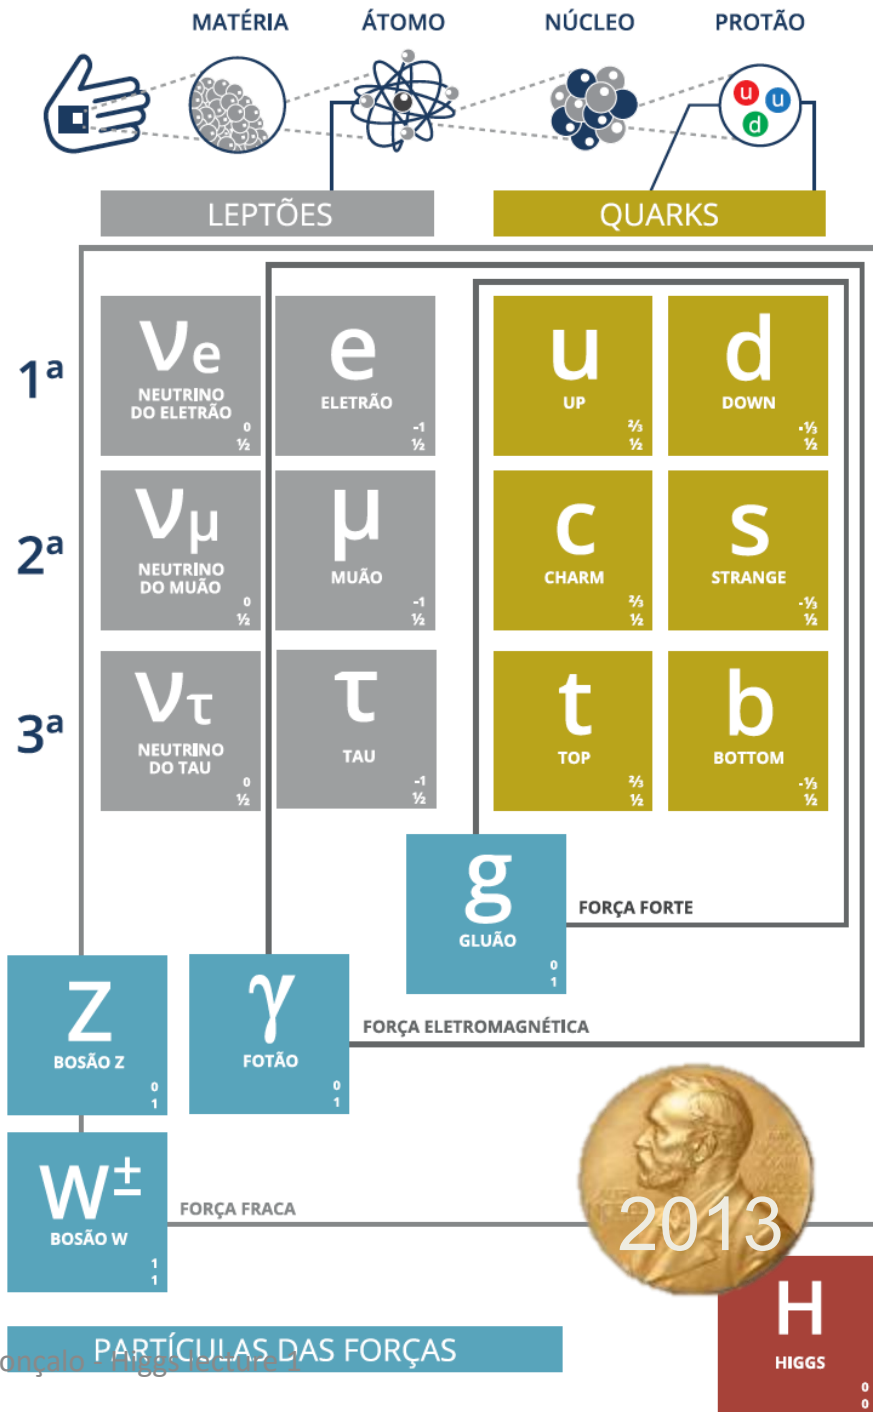 MATÉRIA ÁTOMO NÚCLEO PROTÃO
u u
d
LEPTÕES QUARKS
1ª
νe
NEUTRINO
DO ELETRÃO
0
½
e
ELETRÃO
-1
½
u
UP
⅔
½
d
DOWN
-⅓
½
2ª
νμ
NEUTRINO
DO MUÃO
0
½
μ
MUÃO
-1
½
c
CHARM
⅔
½
s
STRANGE
-⅓
½
3ª
ντ
NEUTRINO
DO TAU
0
½
τ
TAU
-1
½
t
TOP
⅔
½
b
BOTTOM
-⅓
½
g
GLUÃO
0
1
FORÇA FORTE
Z
BOSÃO Z
0
1
γ
FOTÃO
0
1
FORÇA ELETROMAGNÉTICA
W±
BOSÃO W
1
1
FORÇA FRACA
2013
H
HIGGS
0
0
PARTÍCULAS DAS FORÇAS
onçalo - Higgs lecture 1